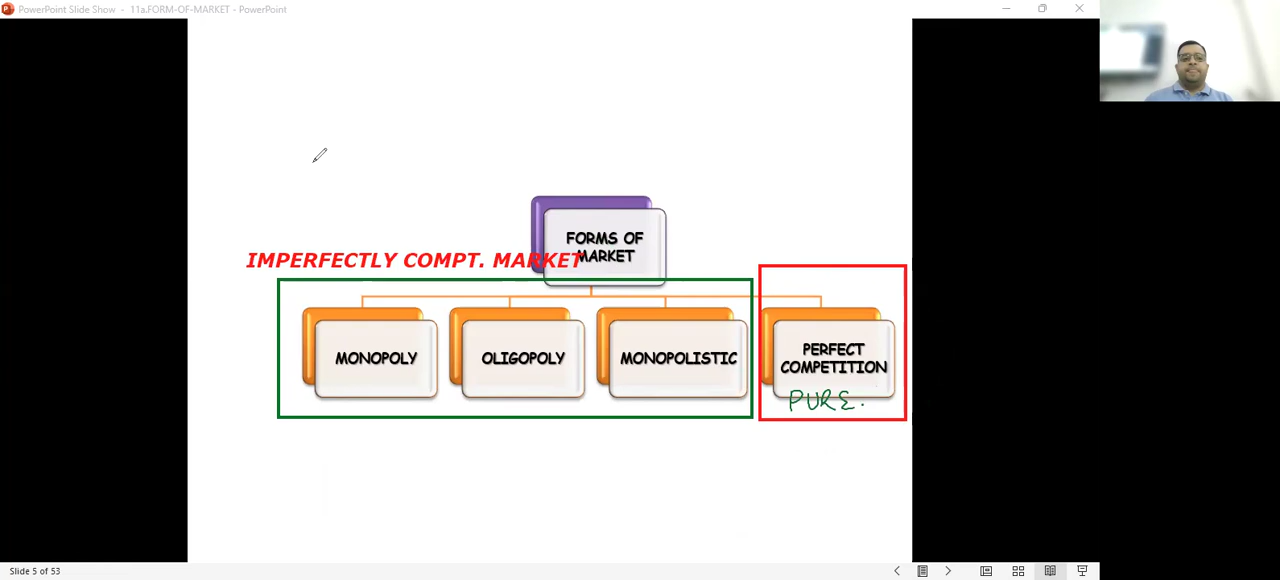 PowerPoint Slide Show - 11a.FORM-OF-MARKET - PowerPoint
FORMS OF
MARKET
IMPERFECTLY COMPT. MARKET
MONOPOLY
OLIGOPOLY
MONOPOLISTIC
PERFECT
COMPETITION
PURE.
Slide 5 of 53